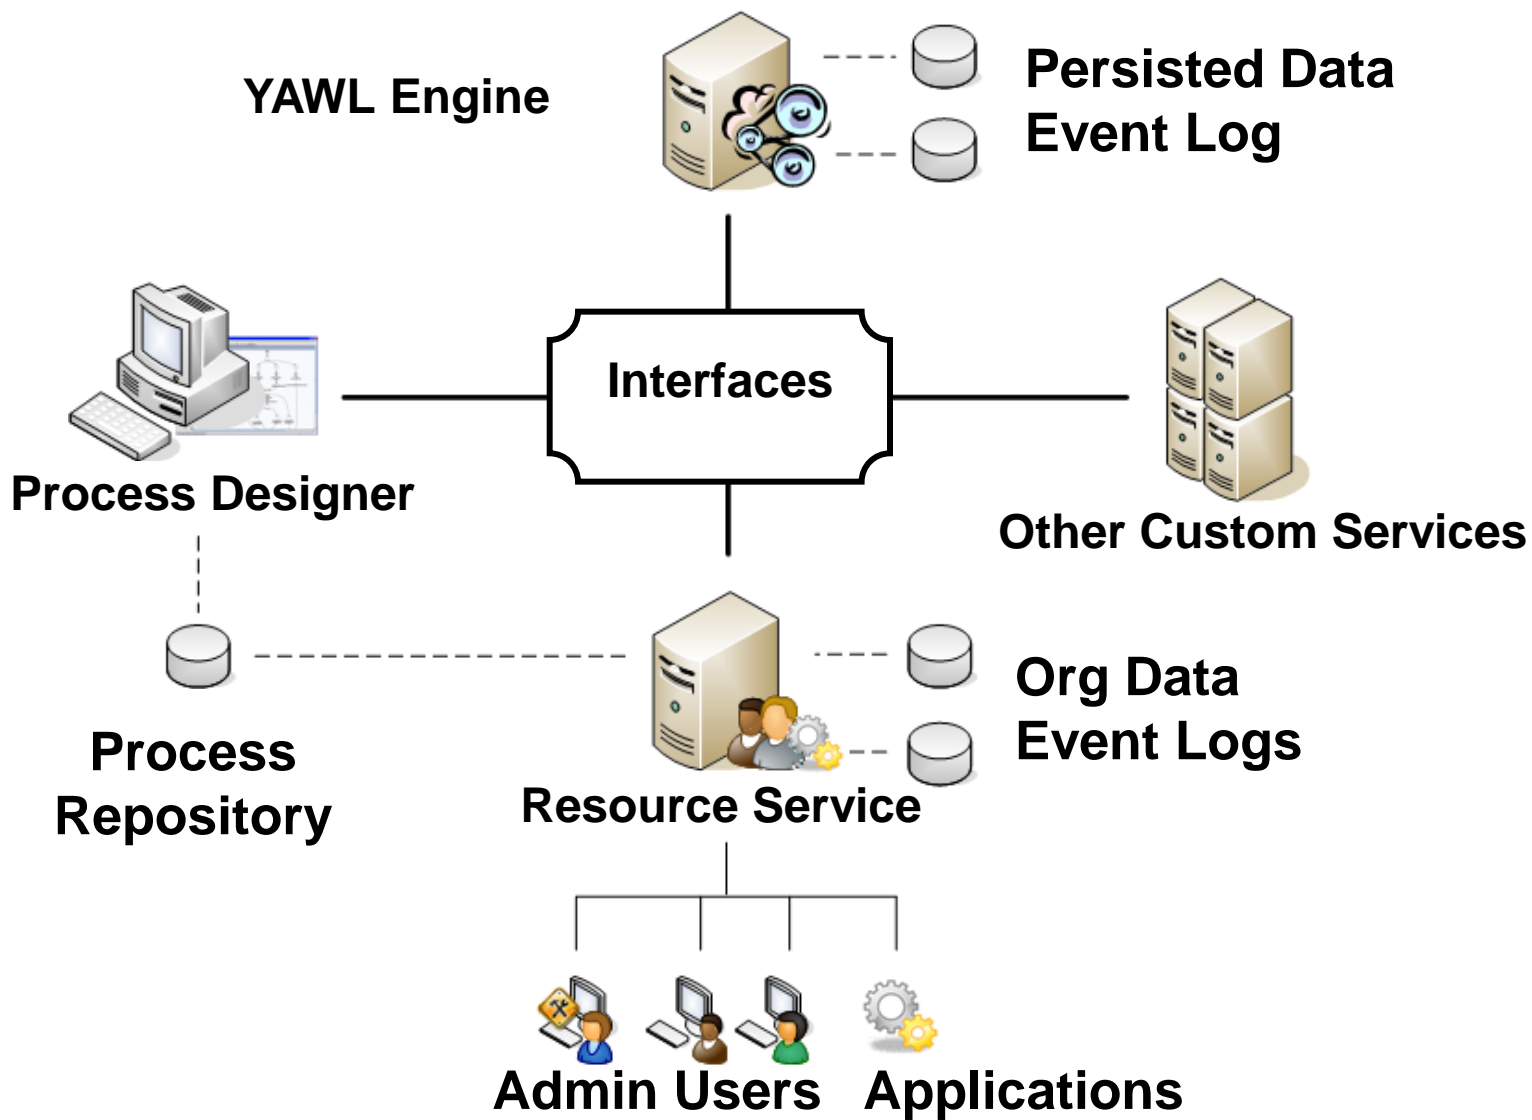 YAWL Engine
Persisted Data
Event Log
Interfaces
Process Designer
Other Custom Services
Process
Repository
Org Data
Event Logs
Resource Service
Admin Users
Applications